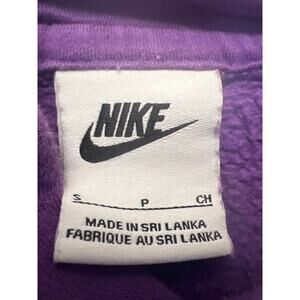 NIKE
S P CH
MADE IN SRI LANKA
FABRIQUE AU SRI LANKA